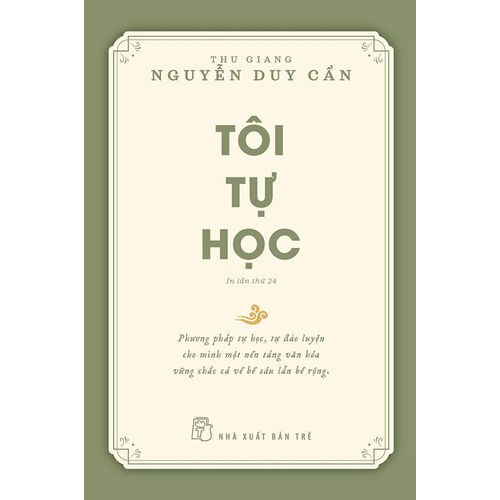 THU GIANG
NGUYỄN DUY CẦN
TÔI
TỰ
HỌC
In lần thứ 24
Phương pháp tự học, tự đào luyện
cho mình một nền tảng văn hóa
vững chắc cả về bề sâu lẫn bề rộng.
NHÀ XUẤT BẢN TRẺ